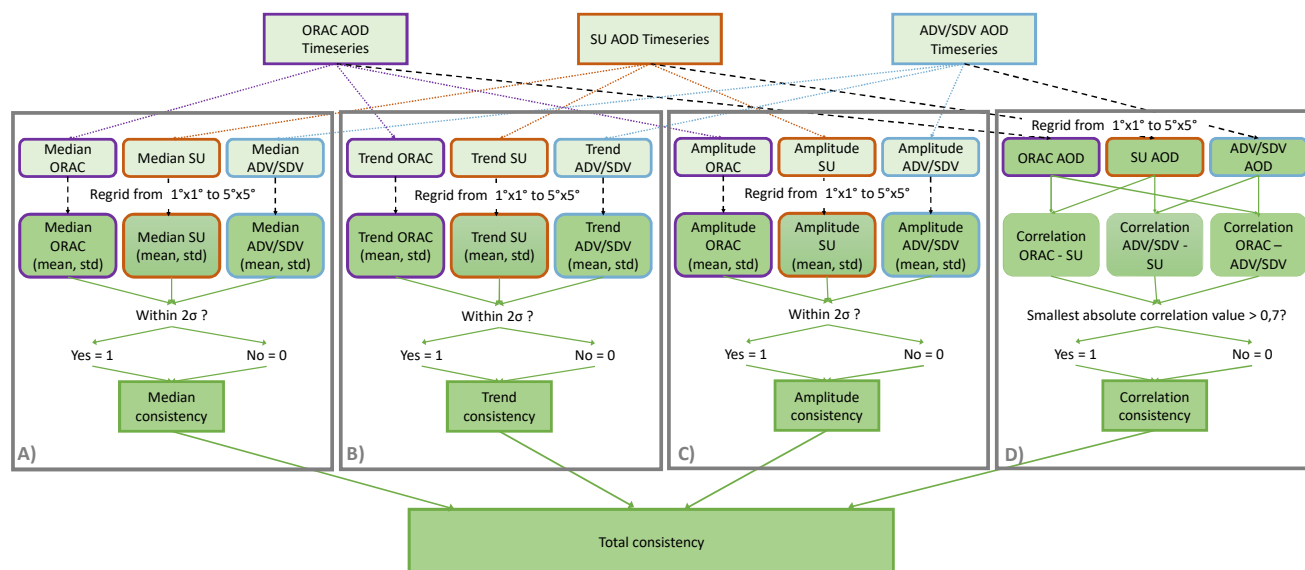 ORAC AOD
Timeseries
SU AOD Timeseries
ADV/SDV AOD
Timeseries
Median
ORAC
Median SU
Median
ADV/SDV
Regrid from 1°x1° to 5°x5°
Median
ORAC
(mean, std)
Median SU
(mean, std)
Median
ADV/SDV
(mean, std)
Within 2σ ?
Yes = 1
No = 0
Median
consistency
A)
Trend ORAC
Trend SU
Trend
ADV/SDV
Regrid from 1°x1° to 5°x5°
Trend ORAC
(mean, std)
Trend SU
(mean, std)
Trend
ADV/SDV
(mean, std)
Within 2σ ?
Yes = 1
No = 0
Trend
consistency
B)
Amplitude
ORAC
Amplitude
SU
Amplitude
ADV/SDV
Regrid from 1°x1° to 5°x5°
Amplitude
ORAC
(mean, std)
Amplitude
SU
(mean, std)
Amplitude
ADV/SDV
(mean, std)
Within 2σ ?
Yes = 1
No = 0
Amplitude
consistency
C)
Regrid from 1°x1° to 5°x5°
ORAC AOD
SU AOD
ADV/SDV
AOD
Correlation
ORAC - SU
Correlation
ADV/SDV -
SU
Correlation
ORAC –
ADV/SDV
Smallest absolute correlation value > 0,7?
Yes = 1
No = 0
Correlation
consistency
D)
Total consistency